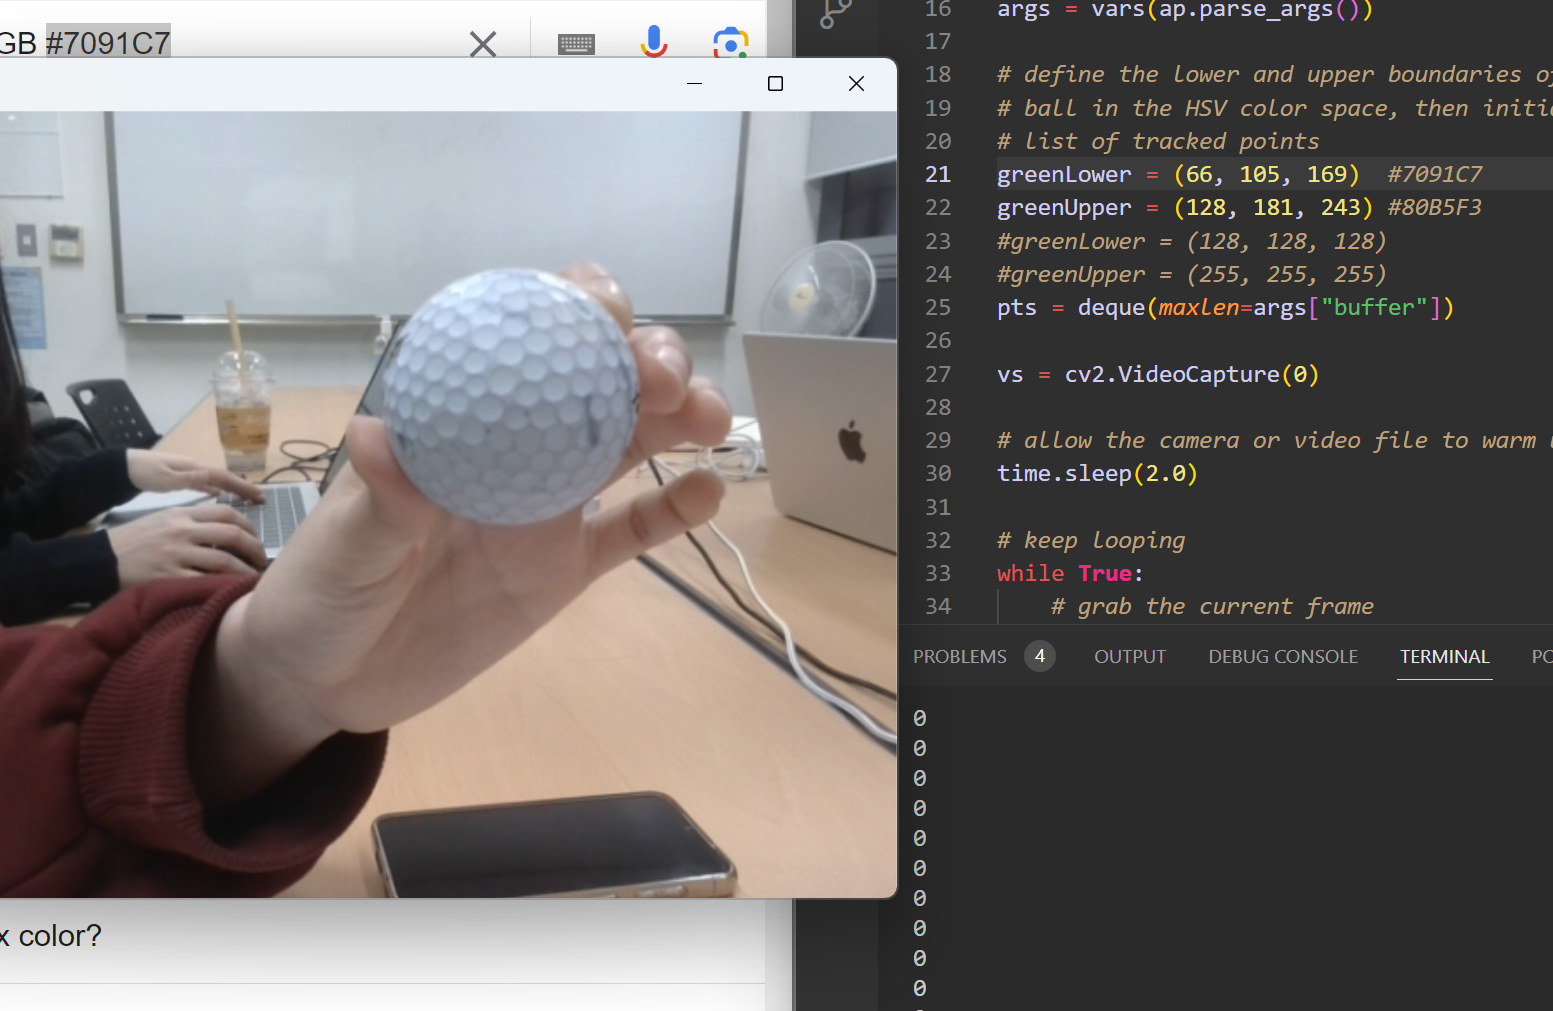 GB #7091C7
x color?
16 args = vars(ap.parse_args())
17
18 # define the lower and upper boundaries of
19 # ball in the HSV color space, then initi
20 # list of tracked points
21 greenLower = (66, 105, 169) #7091C7
22 greenUpper = (128, 181, 243) #80B5F3
23 #greenLower = (128, 128, 128)
24 #greenUpper = (255, 255, 255)
25 pts = deque(maxlen=args["buffer"])
26
27 vs = cv2.VideoCapture(0)
28
29 # allow the camera or video file to warm
30 time.sleep(2.0)
31
32 # keep looping
33 while True:
34 # grab the current frame
PROBLEMS 4 OUTPUT DEBUG CONSOLE TERMINAL PO
0
0
0
0
0
0
0
0
0
0